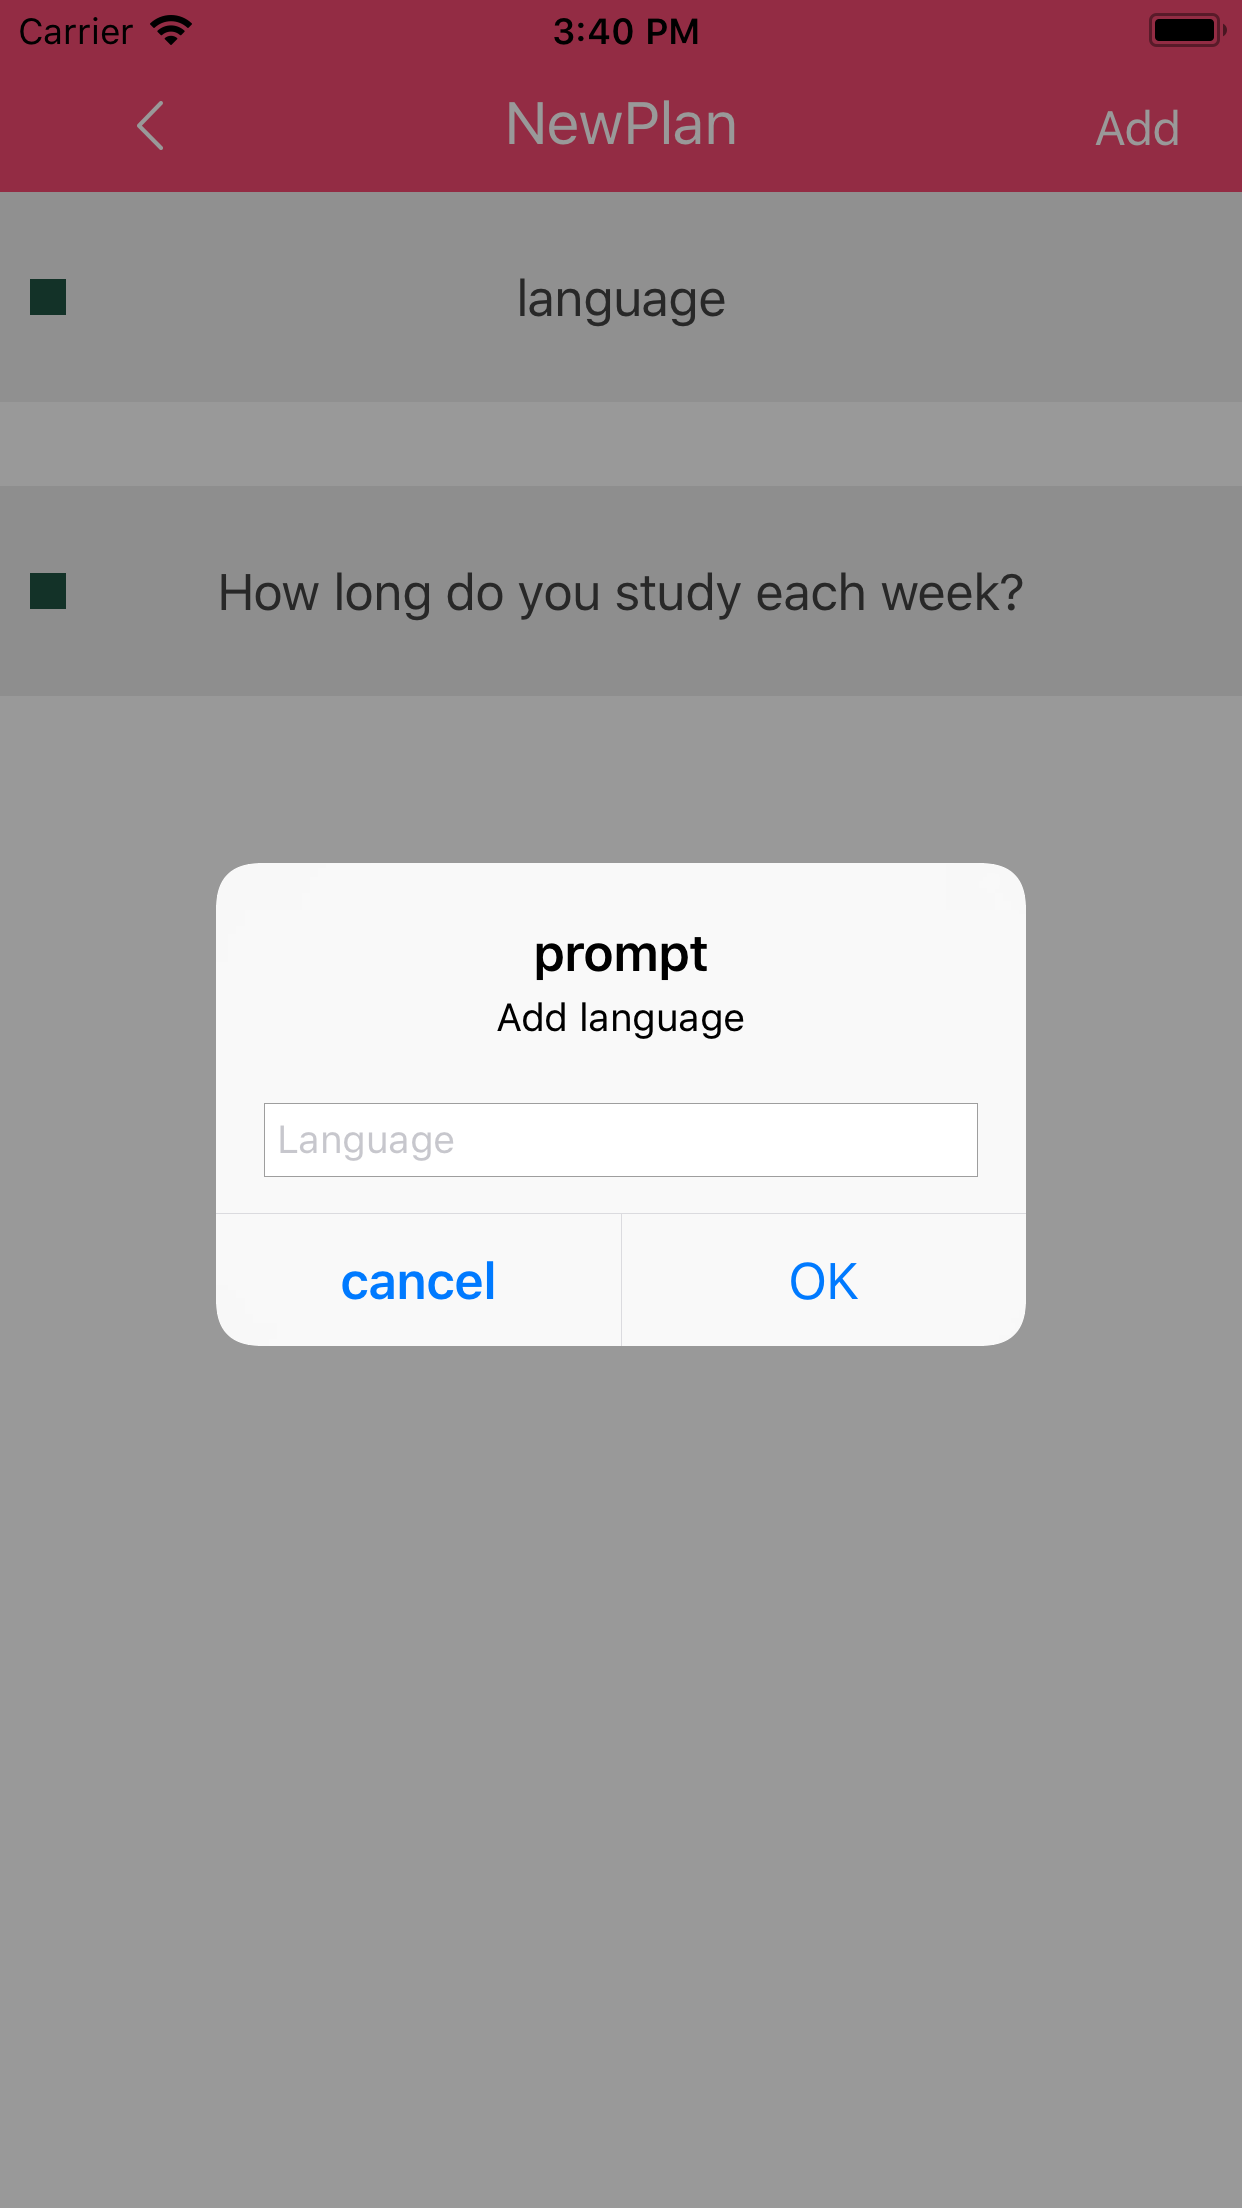 Carrier 3:40 PM
NewPlan Add
language
How long do you study each week?
prompt
Add language
Language
cancel OK